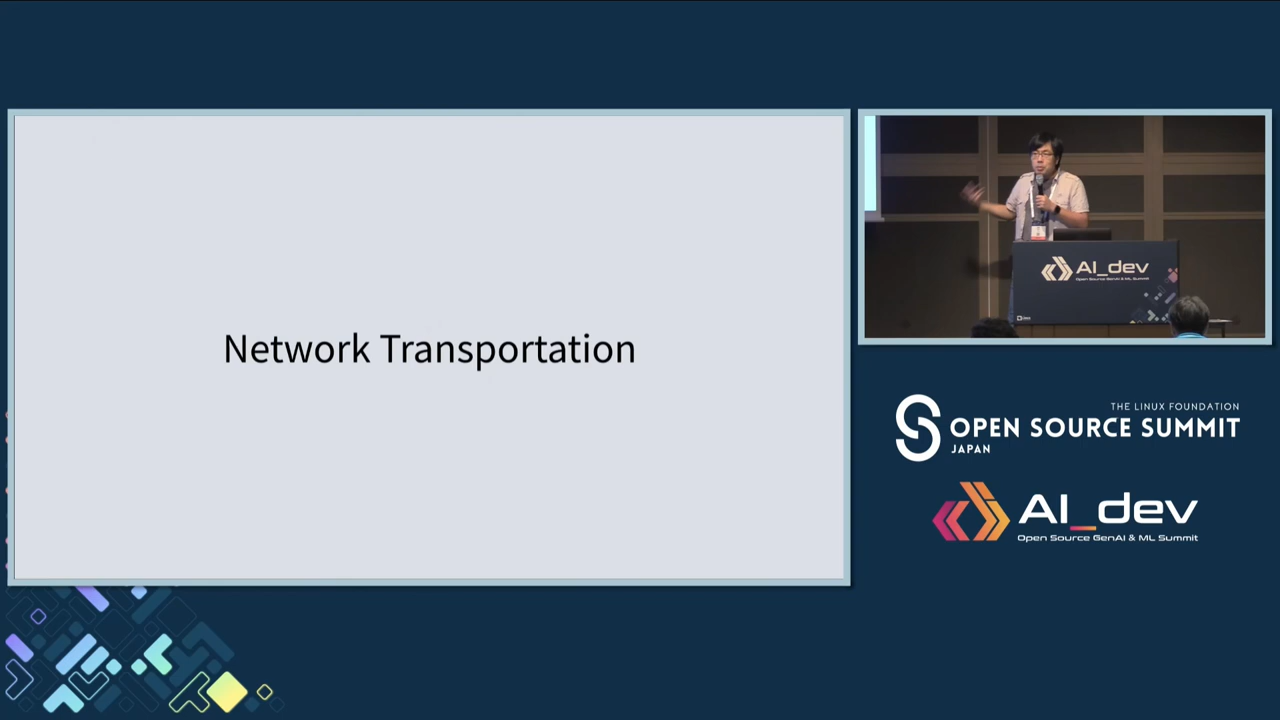 Network Transportation
AI_dev
Open Source GenAI & ML Summit
THE LINUX FOUNDATION
OPEN SOURCE SUMMIT
JAPAN
AI_dev
Open Source GenAI & ML Summit